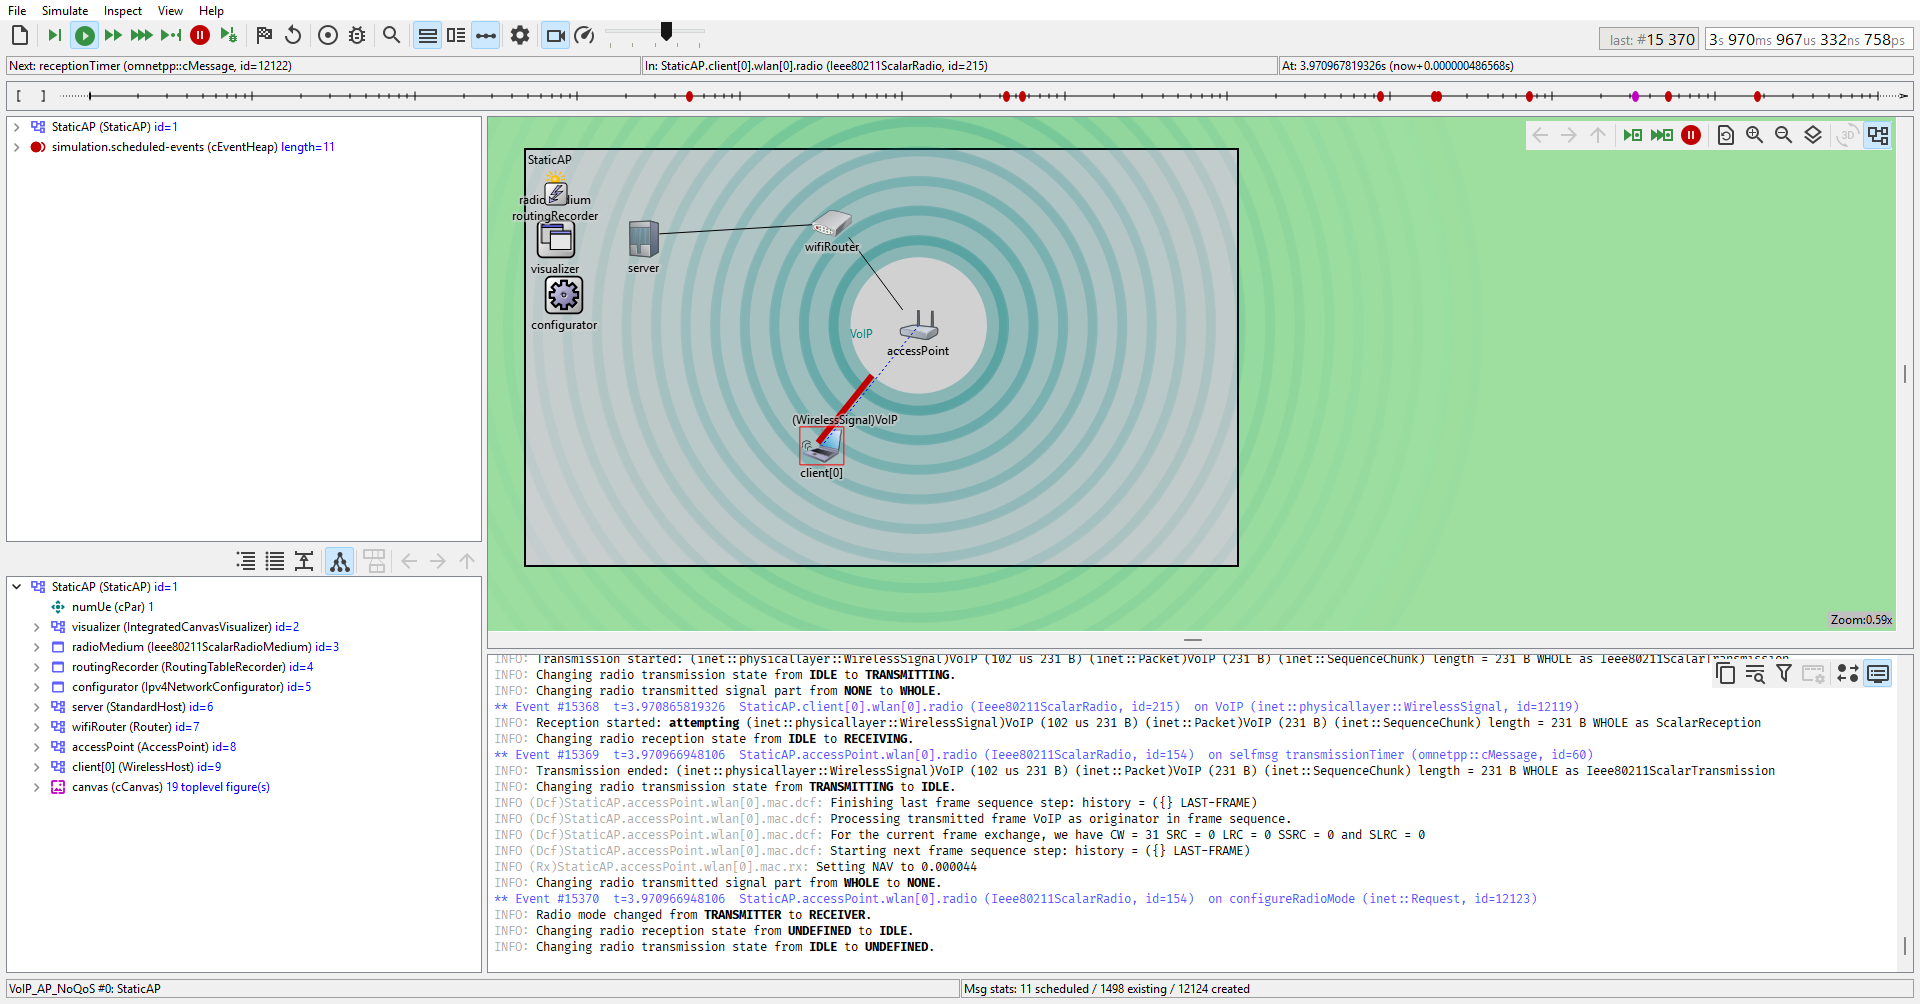 File Simulate Inspect View Help
last: #15 370
3s 970ms 967us 332ns 758ps
Next: receptionTimer (omnetpp::cMessage, id=12122)
In: StaticAP.client[0].wlan[0].radio (Ieee80211ScalarRadio, id=215)
At: 3.970967819326s (now+0.000000486568s)
[ ]
StaticAP (StaticAP) id=1
simulation.scheduled-events (cEventHeap) length=11
StaticAP (StaticAP) id=1
numUe (cPar) 1
visualizer (IntegratedCanvasVisualizer) id=2
radioMedium (Ieee80211ScalarRadioMedium) id=3
routingRecorder (RoutingTableRecorder) id=4
configurator (Ipv4NetworkConfigurator) id=5
server (StandardHost) id=6
wifiRouter (Router) id=7
accessPoint (AccessPoint) id=8
client[0] (WirelessHost) id=9
canvas (cCanvas) 19 toplevel figure(s)
3D
StaticAP
routingRecorder
visualizer
configurator
server
wifiRouter
VoIP
accessPoint
(WirelessSignal)VoIP
client[0]
Zoom:0.59x
INFO: Transmission started: (inet::physicallayer::WirelessSignal)VoIP (102 us 231 B) (inet::Packet)VoIP (231 B) (inet::SequenceChunk) length = 231 B WHOLE as Ieee80211ScalarTransmission
INFO: Changing radio transmission state from IDLE to TRANSMITTING.
INFO: Changing radio transmitted signal part from NONE to WHOLE.
** Event #15368 t=3.970865819326 StaticAP.client[0].wlan[0].radio (Ieee80211ScalarRadio, id=215) on VoIP (inet::physicallayer::WirelessSignal, id=12119)
INFO: Reception started: attempting (inet::physicallayer::WirelessSignal)VoIP (102 us 231 B) (inet::Packet)VoIP (231 B) (inet::SequenceChunk) length = 231 B WHOLE as ScalarReception
INFO: Changing radio reception state from IDLE to RECEIVING.
** Event #15369 t=3.970966948106 StaticAP.accessPoint.wlan[0].radio (Ieee80211ScalarRadio, id=154) on selfmsg transmissionTimer (omnetpp::cMessage, id=60)
INFO: Transmission ended: (inet::physicallayer::WirelessSignal)VoIP (102 us 231 B) (inet::Packet)VoIP (231 B) (inet::SequenceChunk) length = 231 B WHOLE as Ieee80211ScalarTransmission
INFO: Changing radio transmission state from TRANSMITTING to IDLE.
INFO (Dcf)StaticAP.accessPoint.wlan[0].mac.dcf: Finishing last frame sequence step: history = ({} LAST-FRAME)
INFO (Dcf)StaticAP.accessPoint.wlan[0].mac.dcf: Processing transmitted frame VoIP as originator in frame sequence.
INFO (Dcf)StaticAP.accessPoint.wlan[0].mac.dcf: For the current frame exchange, we have CW = 31 SRC = 0 LRC = 0 SSRC = 0 and SLRC = 0
INFO (Dcf)StaticAP.accessPoint.wlan[0].mac.dcf: Starting next frame sequence step: history = ({} LAST-FRAME)
INFO (Rx)StaticAP.accessPoint.wlan[0].mac.rx: Setting NAV to 0.000044
INFO: Changing radio transmitted signal part from WHOLE to NONE.
** Event #15370 t=3.970966948106 StaticAP.accessPoint.wlan[0].radio (Ieee80211ScalarRadio, id=154) on configureRadioMode (inet::Request, id=12123)
INFO: Radio mode changed from TRANSMITTER to RECEIVER.
INFO: Changing radio reception state from UNDEFINED to IDLE.
INFO: Changing radio transmission state from IDLE to UNDEFINED.
VoIP_AP_NoQoS #0: StaticAP
Msg stats: 11 scheduled / 1498 existing / 12124 created